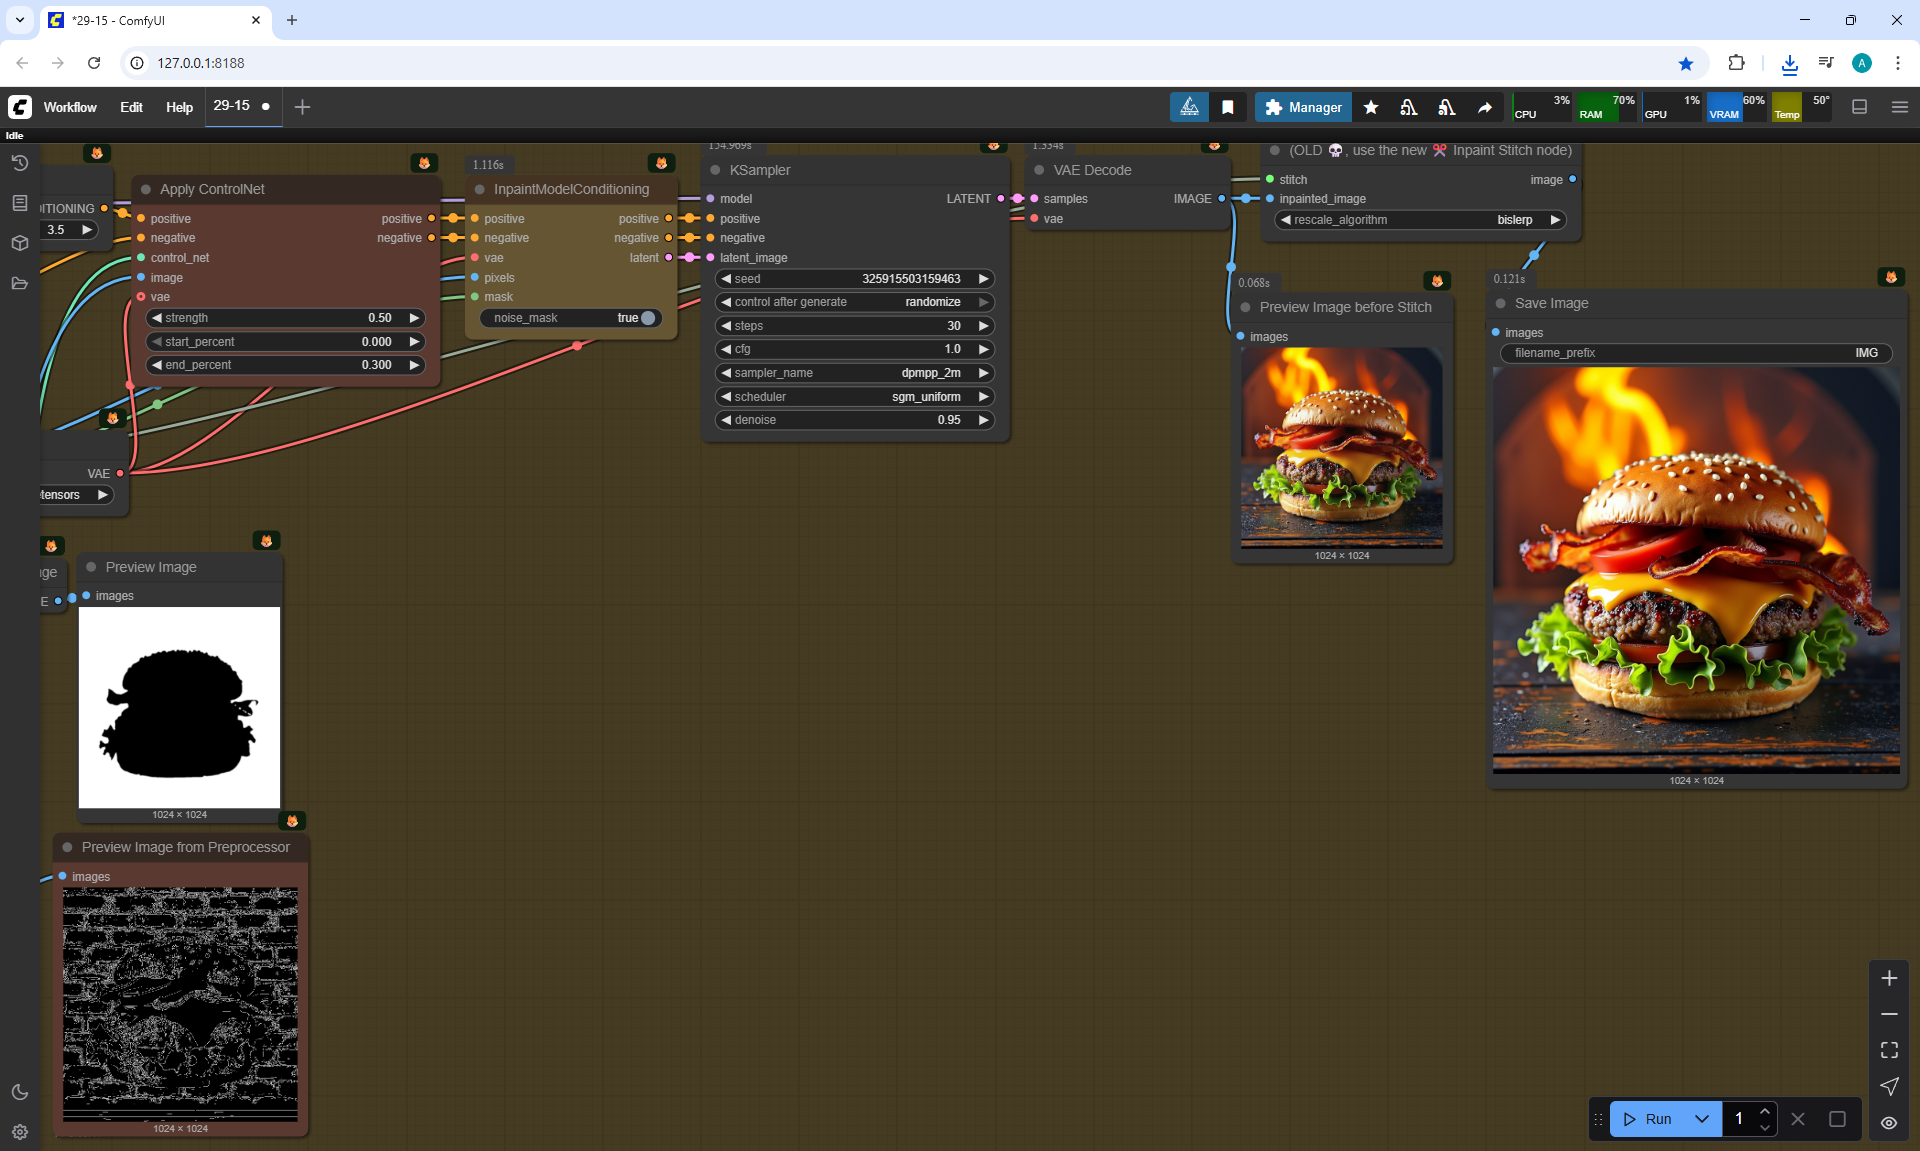 *29-15 - ComfyUI
127.0.0.1:8188
A
Workflow
Edit
Help
29-15
Manager
CPU 3%
RAM 70%
GPU 1%
VRAM 60%
Temp 50°
Idle
ITIONING
3.5
Apply ControlNet
positive positive
negative negative
control_net
image
vae
strength 0.50
start_percent 0.000
end_percent 0.300
1.116s
InpaintModelConditioning
positive positive
negative negative
vae latent
pixels
mask
noise_mask true
154.969s
KSampler
model LATENT
positive
negative
latent_image
seed 325915503159463
control after generate randomize
steps 30
cfg 1.0
sampler_name dpmpp_2m
scheduler sgm_uniform
denoise 0.95
1.334s
VAE Decode
samples IMAGE
vae
(OLD 💀, use the new ✂️ Inpaint Stitch node)
stitch image
inpainted_image
rescale_algorithm bislerp
0.068s
Preview Image before Stitch
images
1024 × 1024
0.121s
Save Image
images
filename_prefix IMG
1024 × 1024
VAE
tensors
ge
E
Preview Image
images
1024 × 1024
Preview Image from Preprocessor
images
1024 × 1024
Run
1